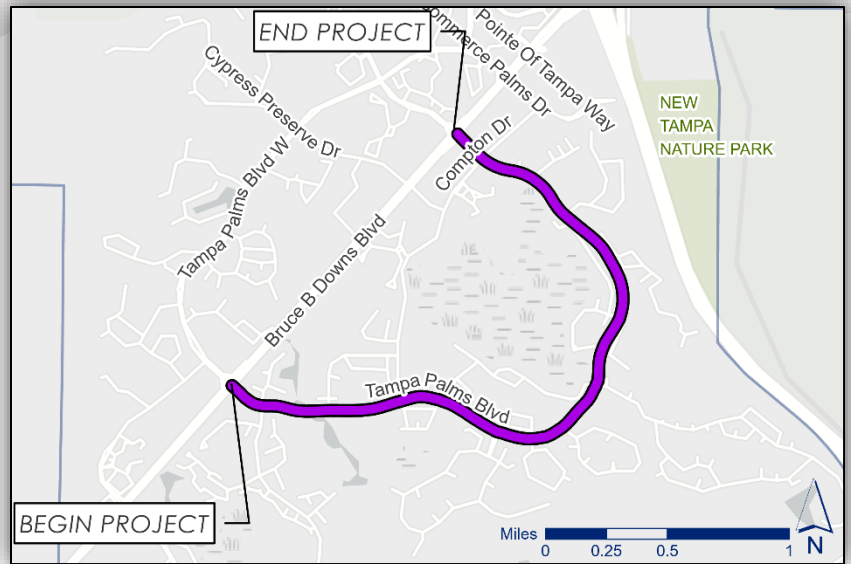 END PROJECT
Commerce Palms Dr
Pointe Of Tampa Way
Cypress Preserve Dr
Compton Dr
NEW
TAMPA
NATURE PARK
Tampa Palms Blvd W
Bruce B Downs Blvd
Tampa Palms Blvd
BEGIN PROJECT
Miles
0 0.25 0.5 1
N